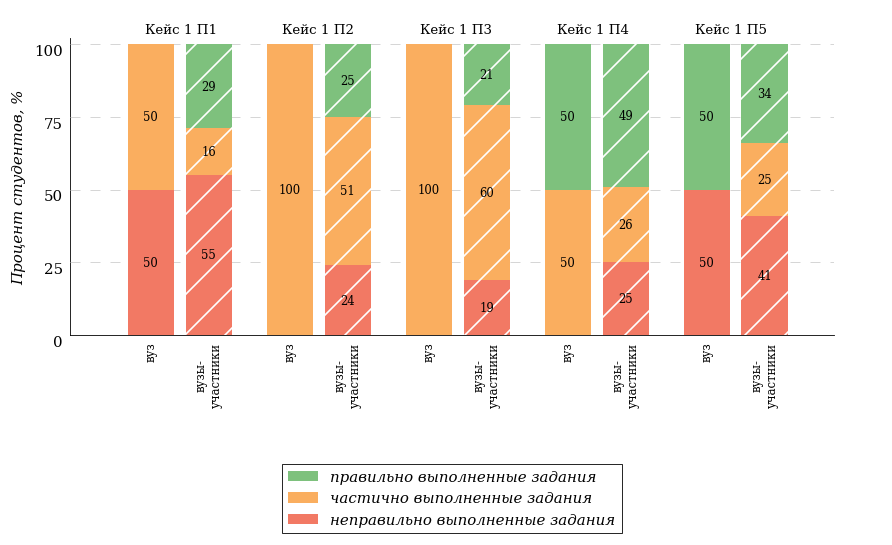 Кейс 1 П1 Кейс 1 П2 Кейс 1 П3 Кейс 1 П4 Кейс 1 П5
Процент студентов, %
100
75
50
25
0
50
50
29
16
55
100
25
51
24
100
21
60
19
50
50
49
26
25
50
50
34
25
41
вуз
вузы-
участники
вуз
вузы-
участники
вуз
вузы-
участники
вуз
вузы-
участники
вуз
вузы-
участники
правильно выполненные задания
частично выполненные задания
неправильно выполненные задания